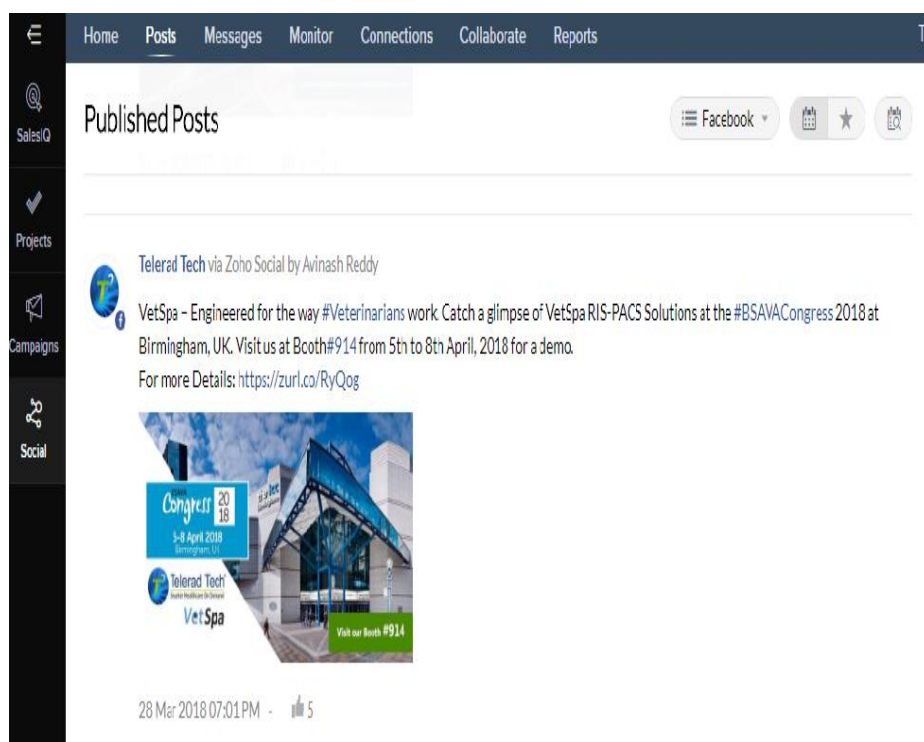 Home Posts Messages Monitor Connections Collaborate Reports
SalesIQ
Projects
Campaigns
Social
Published Posts
Facebook
Telerad Tech via Zoho Social by Avinash Reddy
VetSpa – Engineered for the way #Veterinarians work. Catch a glimpse of VetSpa RIS-PACS Solutions at the #BSAVACongress 2018 at
Birmingham, UK. Visit us at Booth#914 from 5th to 8th April, 2018 for a demo.
For more Details: https://zurl.co/RyQog
BSAVA
Congress 20
18
5-8 April 2018
Birmingham, UK
Telerad Tech
VetSpa
Visit our Booth #914
28 Mar 2018 07:01 PM - 5